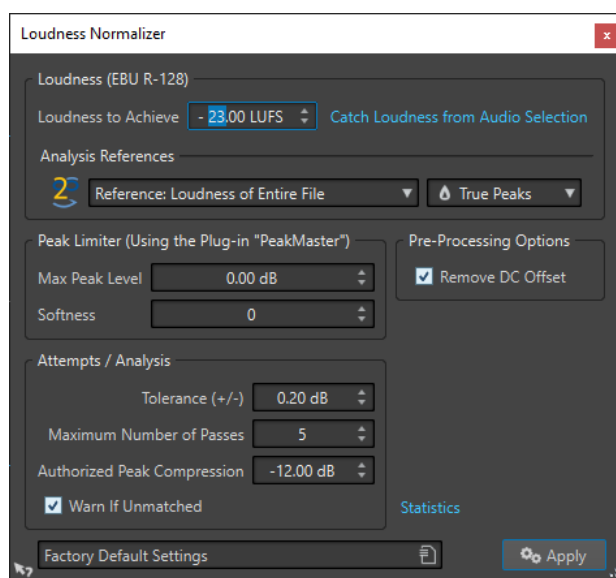 Loudness Normalizer
x
Loudness (EBU R-128)
Loudness to Achieve - 23.00 LUFS Catch Loudness from Audio Selection
Analysis References
2 Reference: Loudness of Entire File True Peaks
Peak Limiter (Using the Plug-in "PeakMaster") Pre-Processing Options
Max Peak Level 0.00 dB Remove DC Offset
Softness 0
Attempts / Analysis
Tolerance (+/-) 0.20 dB
Maximum Number of Passes 5
Authorized Peak Compression -12.00 dB
Warn If Unmatched Statistics
Factory Default Settings Apply
?